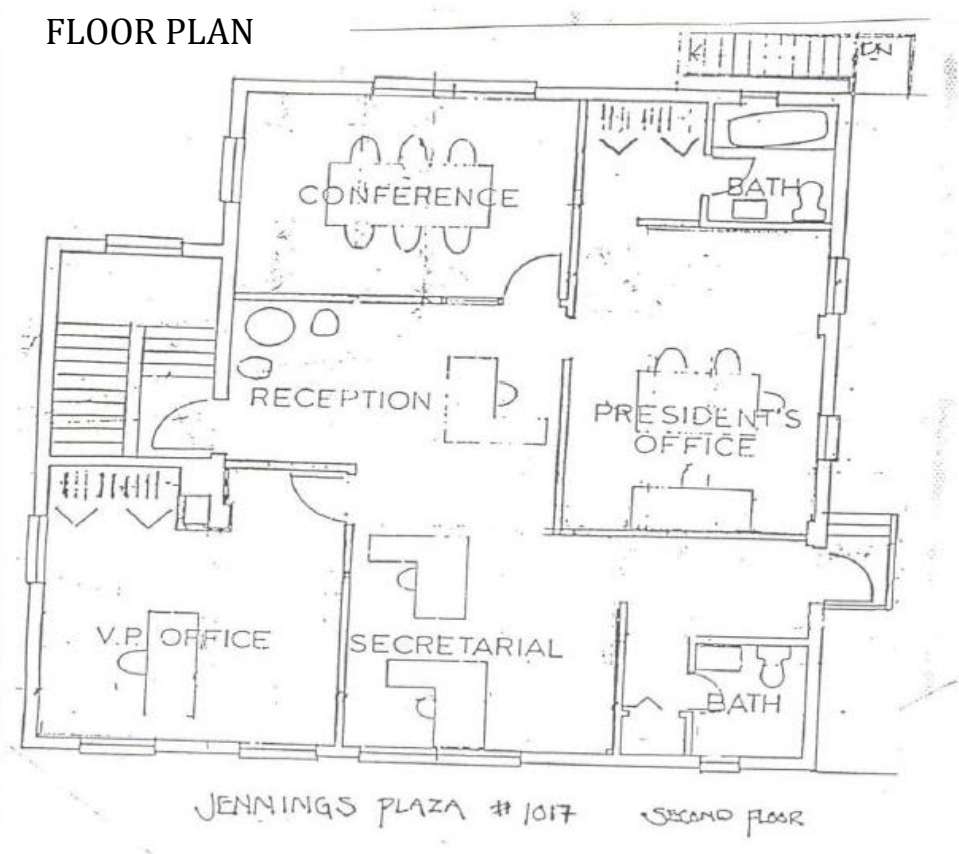 FLOOR PLAN
DN
CONFERENCE
BATH
RECEPTION
PRESIDENT'S
OFFICE
V.P. OFFICE
SECRETARIAL
BATH
JENNINGS PLAZA # 1017 SECOND FLOOR